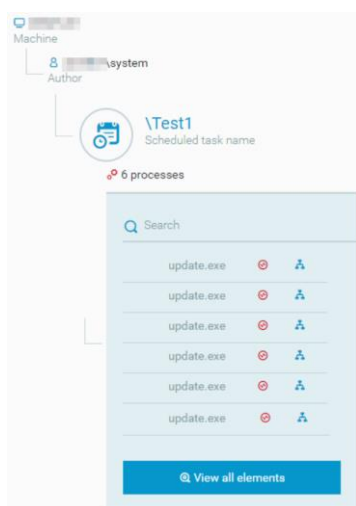 Machine
\system
Author
\Test1
Scheduled task name
6 processes
Search
update.exe
update.exe
update.exe
update.exe
update.exe
update.exe
View all elements